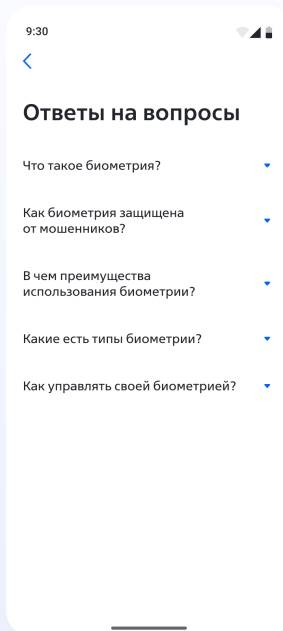 9:30
Ответы на вопросы
Что такое биометрия?
Как биометрия защищена
от мошенников?
В чем преимущества
использования биометрии?
Какие есть типы биометрии?
Как управлять своей биометрией?